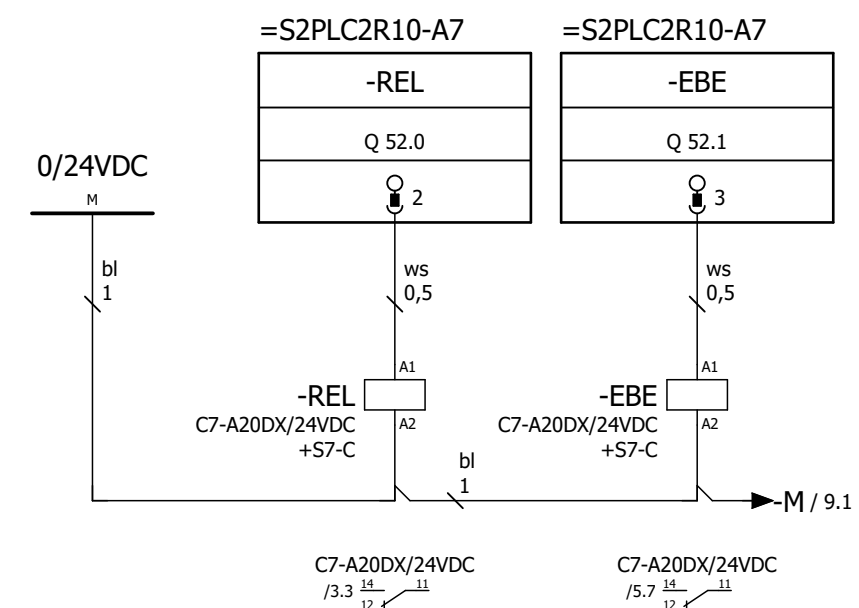 =S2PLC2R10-A7
=S2PLC2R10-A7
-REL
-EBE
Q 52.0
Q 52.1
0/24VDC
M
2
3
bl
1
ws
0,5
ws
0,5
A1
-REL
C7-A20DX/24VDC
+S7-C
A2
A1
-EBE
C7-A20DX/24VDC
+S7-C
A2
bl
1
-M / 9.1
C7-A20DX/24VDC
/3.3 14 11
12
C7-A20DX/24VDC
/5.7 14 11
12